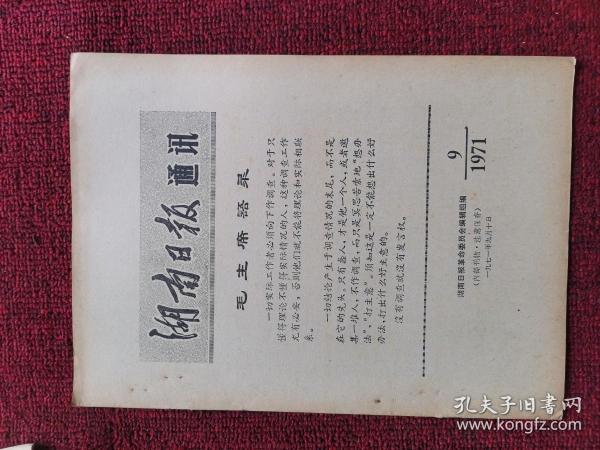 湖南日报通讯
毛主席语录
一切实际工作者必须向下作调查。对于只
懂得理论不懂得实际情况的人，这种调查工作
尤有必要，否则他们就不能将理论和实际相联
系。
一切结论产生于调查情况的末尾，而不是
在它的先头。只有蠢人，才是他一个人，或者邀
集一堆人，不作调查，而只是冥思苦索地“想办
法”，“打主意”。须知这是一定不能想出什么好
办法，打出什么好主意的。
没有调查就没有发言权。
9
1971
湖南日报革命委员会编辑组编
（内部刊物·注意保存）
一九七一年九月十日
孔夫子旧书网
www.kongfz.com